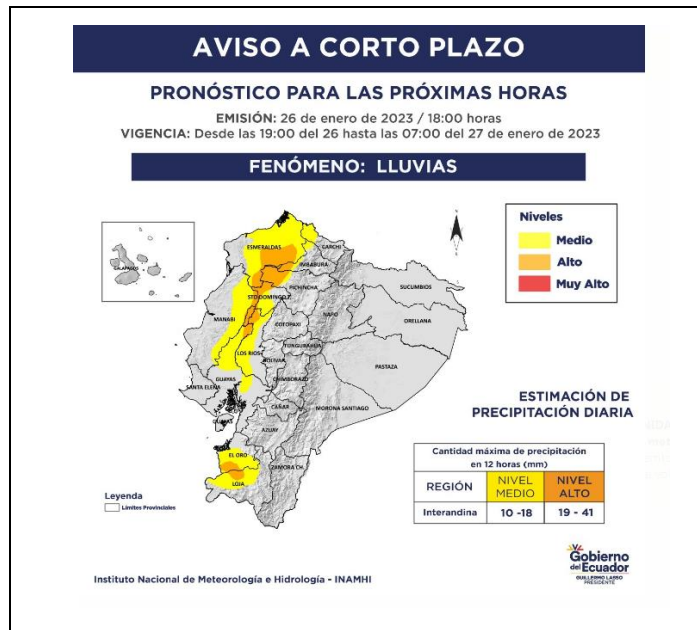 AVISO A CORTO PLAZO
PRONÓSTICO PARA LAS PRÓXIMAS HORAS
EMISIÓN: 26 de enero de 2023 / 18:00 horas
VIGENCIA: Desde las 19:00 del 26 hasta las 07:00 del 27 de enero de 2023
FENÓMENO: LLUVIAS
Niveles
Medio
Alto
Muy Alto
GALÁPAGOS
ESMERALDAS
CARCHI
IMBABURA
SUCUMBIOS
PICHINCHA
STO DOMINGO
ORELLANA
MANABI
NAPO
COTOPAXI
TUNGURAHUA
LOS RIOS
BOLIVAR
PASTAZA
GUAYAS
CHIMBORAZO
SANTA ELENA
MORONA SANTIAGO
CAÑAR
GUAYAS
AZUAY
EL ORO
ZAMORA CH.
LOJA
ESTIMACIÓN DE
PRECIPITACIÓN DIARIA
Cantidad máxima de precipitación
en 12 horas (mm)
REGIÓN NIVEL MEDIO NIVEL ALTO
Interandina 10 -18 19 - 41
Leyenda
Límites Provinciales
Instituto Nacional de Meteorología e Hidrología - INAMHI
Gobierno
del Ecuador
GUILLERMO LASSO
PRESIDENTE